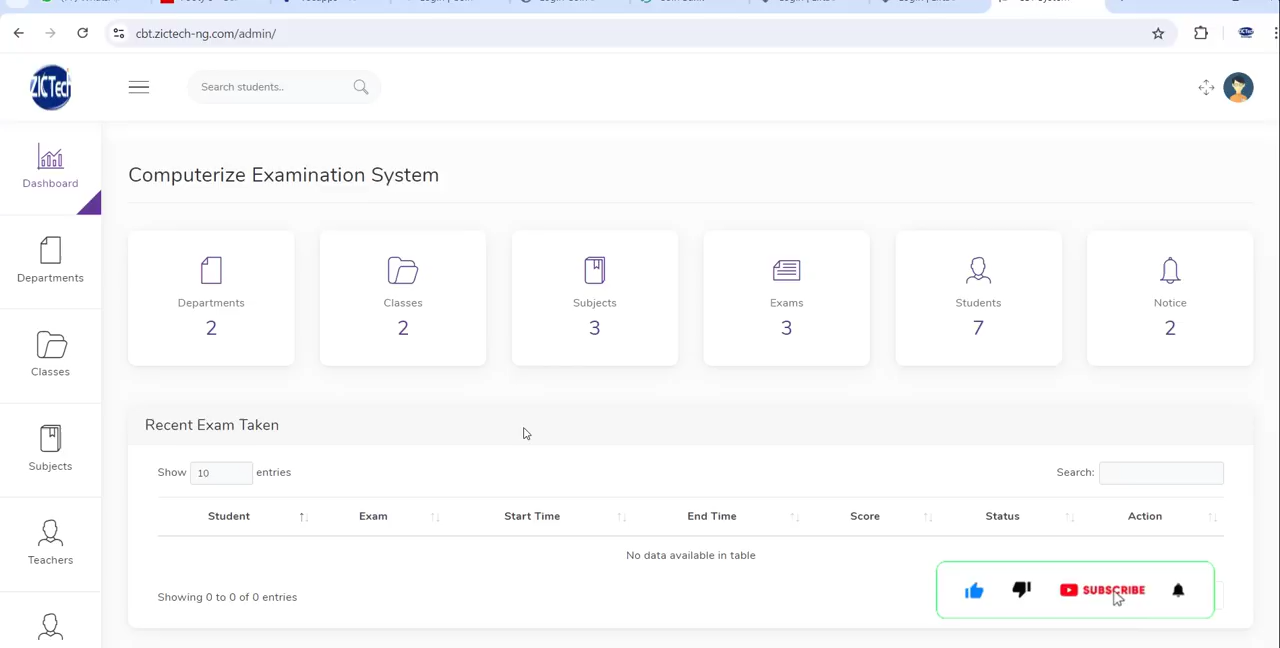 cbt.zictech-ng.com/admin/
ZICTech
Search students..
Dashboard
Departments
Classes
Subjects
Teachers
Computerize Examination System
Departments
2
Classes
2
Subjects
3
Exams
3
Students
7
Notice
2
Recent Exam Taken
Show 10 entries
Search:
Student Exam Start Time End Time Score Status Action
No data available in table
Showing 0 to 0 of 0 entries
SUBSCRIBE